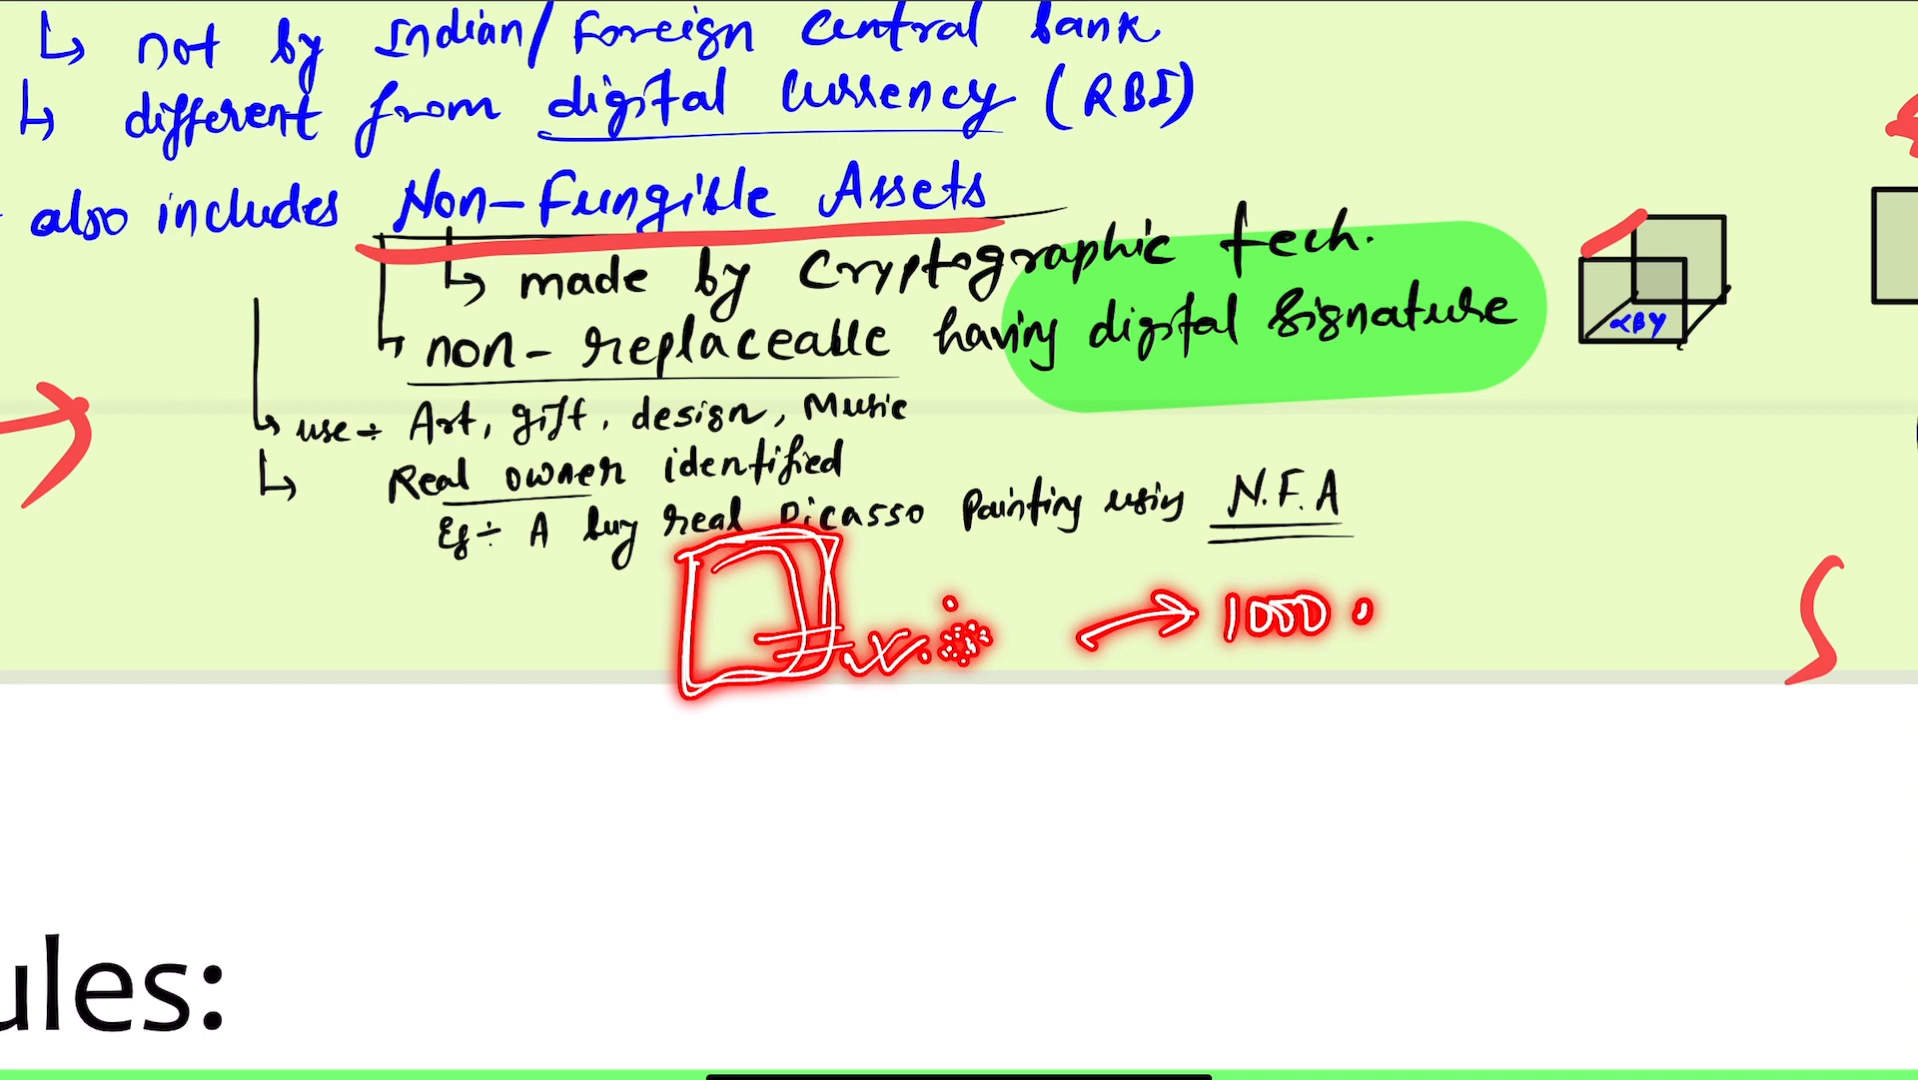 ↳ not by Indian/Foreign Central bank
↳ different from digital currency (RBI)
also includes Non-Fungible Assets
↳ made by Cryptographic tech.
↳ non-replaceable having digital Signature
αBγ
↳ use ÷ Art, gift, design, Music
↳ Real owner identified
Eg ÷ A buy real Picasso Painting using N.F.A
→ 1000
ules: